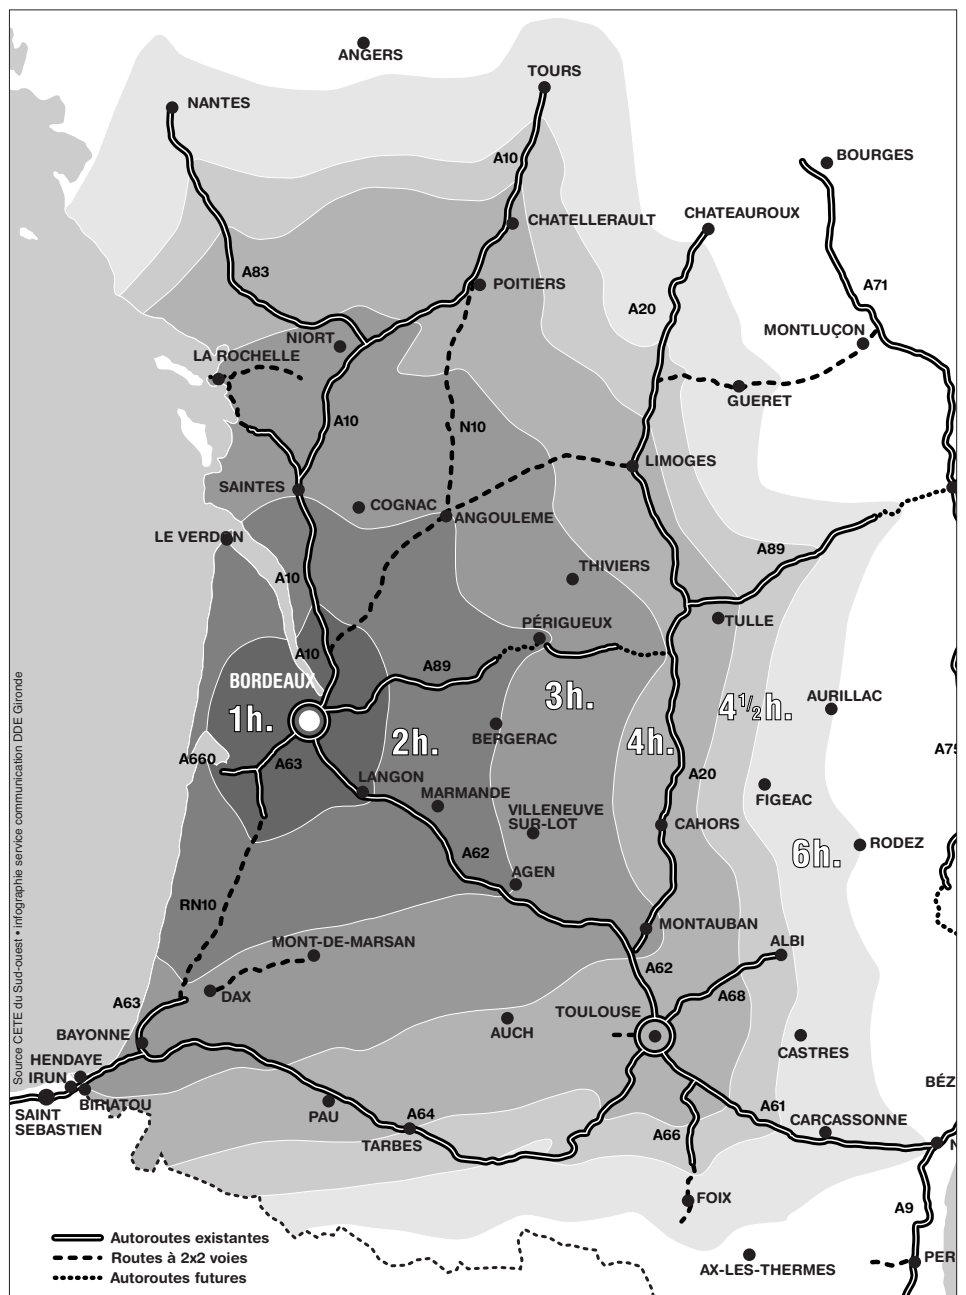 ANGERS
TOURS
NANTES
A10
BOURGES
CHATELLERAULT
CHATEAUROUX
A83
POITIERS
A71
A20
MONTLUÇON
NIORT
LA ROCHELLE
GUERET
A10
N10
LIMOGES
SAINTES
COGNAC
ANGOULEME
LE VERDON
A89
THIVIERS
A10
TULLE
PÉRIGUEUX
A10
A89
BORDEAUX
3h.
AURILLAC
1h.
4 1/2h.
2h.
BERGERAC
4h.
A75
A660
A63
LANGON
A20
MARMANDE
FIGEAC
VILLENEUVE
SUR-LOT
CAHORS
RODEZ
6h.
A62
AGEN
RN10
MONTAUBAN
MONT-DE-MARSAN
ALBI
A62
DAX
A68
A63
TOULOUSE
AUCH
BAYONNE
CASTRES
HENDAYE
IRUN
BÉZ
BIRIATOU
SAINT
SEBASTIEN
PAU
A64
A61
CARCASSONNE
TARBES
A66
N
FOIX
A9
Autoroutes existantes
Routes à 2x2 voies
Autoroutes futures
AX-LES-THERMES
PER
Source CETE du Sud-ouest • infographie service communication DDE Gironde